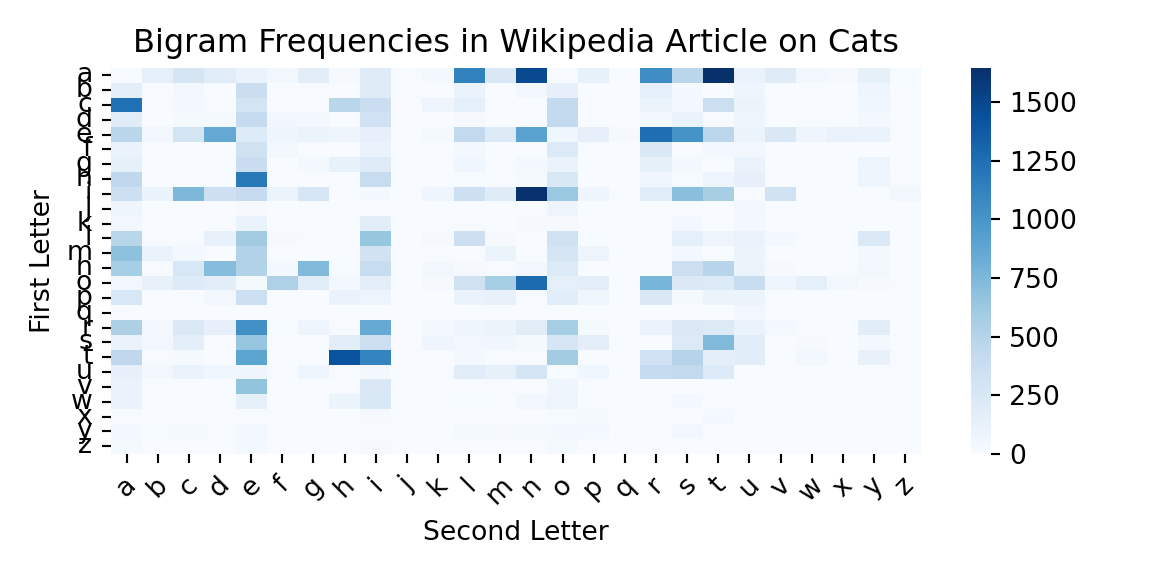 Bigram Frequencies in Wikipedia Article on Cats
First Letter
a
b
c
d
e
f
g
h
i
j
k
l
m
n
o
p
q
r
s
t
u
v
w
x
y
z
a b c d e f g h i j k l m n o p q r s t u v w x y z
Second Letter
1500
1250
1000
750
500
250
0